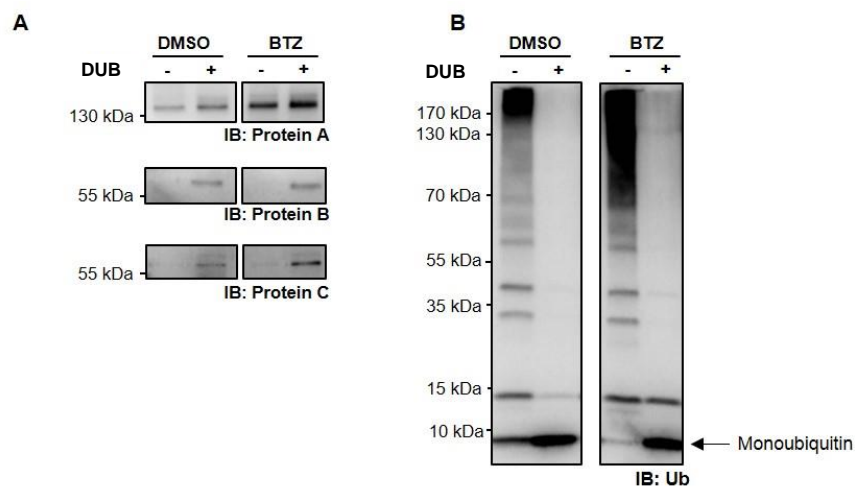 A
DMSO BTZ
DUB - + - +
130 kDa
IB: Protein A
55 kDa
IB: Protein B
55 kDa
IB: Protein C
B
DMSO BTZ
DUB - + - +
170 kDa
130 kDa
70 kDa
55 kDa
35 kDa
15 kDa
10 kDa
Monoubiquitin
IB: Ub